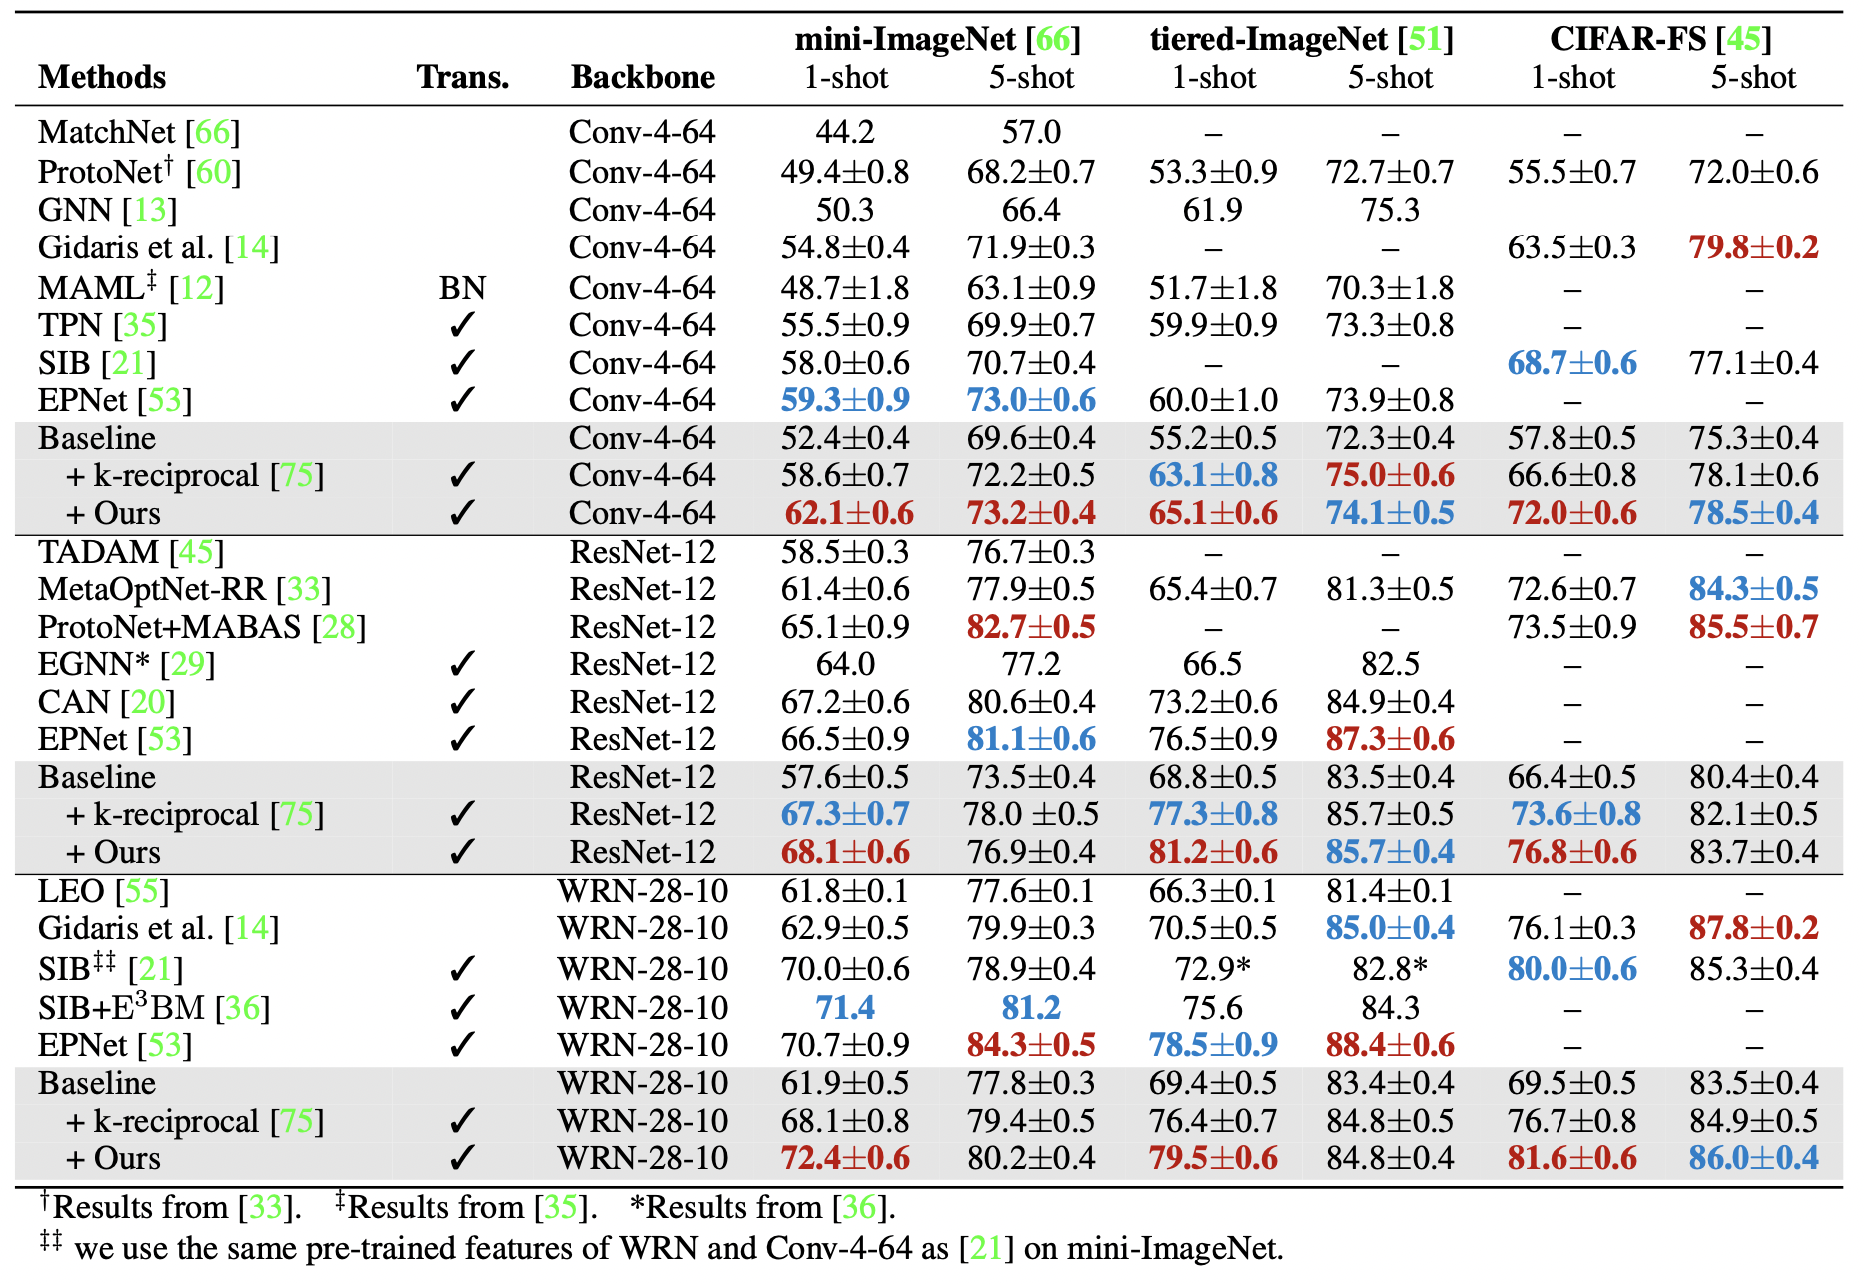 mini-ImageNet [66] tiered-ImageNet [51] CIFAR-FS [45]
Methods Trans. Backbone 1-shot 5-shot 1-shot 5-shot 1-shot 5-shot
MatchNet [66] Conv-4-64 44.2 57.0 – – – –
ProtoNet† [60] Conv-4-64 49.4±0.8 68.2±0.7 53.3±0.9 72.7±0.7 55.5±0.7 72.0±0.6
GNN [13] Conv-4-64 50.3 66.4 61.9 75.3
Gidaris et al. [14] Conv-4-64 54.8±0.4 71.9±0.3 – – 63.5±0.3 79.8±0.2
MAML‡ [12] BN Conv-4-64 48.7±1.8 63.1±0.9 51.7±1.8 70.3±1.8 – –
TPN [35] ✓ Conv-4-64 55.5±0.9 69.9±0.7 59.9±0.9 73.3±0.8 – –
SIB [21] ✓ Conv-4-64 58.0±0.6 70.7±0.4 – – 68.7±0.6 77.1±0.4
EPNet [53] ✓ Conv-4-64 59.3±0.9 73.0±0.6 60.0±1.0 73.9±0.8 – –
Baseline Conv-4-64 52.4±0.4 69.6±0.4 55.2±0.5 72.3±0.4 57.8±0.5 75.3±0.4
+ k-reciprocal [75] ✓ Conv-4-64 58.6±0.7 72.2±0.5 63.1±0.8 75.0±0.6 66.6±0.8 78.1±0.6
+ Ours ✓ Conv-4-64 62.1±0.6 73.2±0.4 65.1±0.6 74.1±0.5 72.0±0.6 78.5±0.4
TADAM [45] ResNet-12 58.5±0.3 76.7±0.3 – – – –
MetaOptNet-RR [33] ResNet-12 61.4±0.6 77.9±0.5 65.4±0.7 81.3±0.5 72.6±0.7 84.3±0.5
ProtoNet+MABAS [28] ResNet-12 65.1±0.9 82.7±0.5 – – 73.5±0.9 85.5±0.7
EGNN* [29] ✓ ResNet-12 64.0 77.2 66.5 82.5 – –
CAN [20] ✓ ResNet-12 67.2±0.6 80.6±0.4 73.2±0.6 84.9±0.4 – –
EPNet [53] ✓ ResNet-12 66.5±0.9 81.1±0.6 76.5±0.9 87.3±0.6 – –
Baseline ResNet-12 57.6±0.5 73.5±0.4 68.8±0.5 83.5±0.4 66.4±0.5 80.4±0.4
+ k-reciprocal [75] ✓ ResNet-12 67.3±0.7 78.0 ±0.5 77.3±0.8 85.7±0.5 73.6±0.8 82.1±0.5
+ Ours ✓ ResNet-12 68.1±0.6 76.9±0.4 81.2±0.6 85.7±0.4 76.8±0.6 83.7±0.4
LEO [55] WRN-28-10 61.8±0.1 77.6±0.1 66.3±0.1 81.4±0.1 – –
Gidaris et al. [14] WRN-28-10 62.9±0.5 79.9±0.3 70.5±0.5 85.0±0.4 76.1±0.3 87.8±0.2
SIB‡‡ [21] ✓ WRN-28-10 70.0±0.6 78.9±0.4 72.9* 82.8* 80.0±0.6 85.3±0.4
SIB+E³BM [36] ✓ WRN-28-10 71.4 81.2 75.6 84.3 – –
EPNet [53] ✓ WRN-28-10 70.7±0.9 84.3±0.5 78.5±0.9 88.4±0.6 – –
Baseline WRN-28-10 61.9±0.5 77.8±0.3 69.4±0.5 83.4±0.4 69.5±0.5 83.5±0.4
+ k-reciprocal [75] ✓ WRN-28-10 68.1±0.8 79.4±0.5 76.4±0.7 84.8±0.5 76.7±0.8 84.9±0.5
+ Ours ✓ WRN-28-10 72.4±0.6 80.2±0.4 79.5±0.6 84.8±0.4 81.6±0.6 86.0±0.4
†Results from [33]. ‡Results from [35]. *Results from [36].
‡‡ we use the same pre-trained features of WRN and Conv-4-64 as [21] on mini-ImageNet.